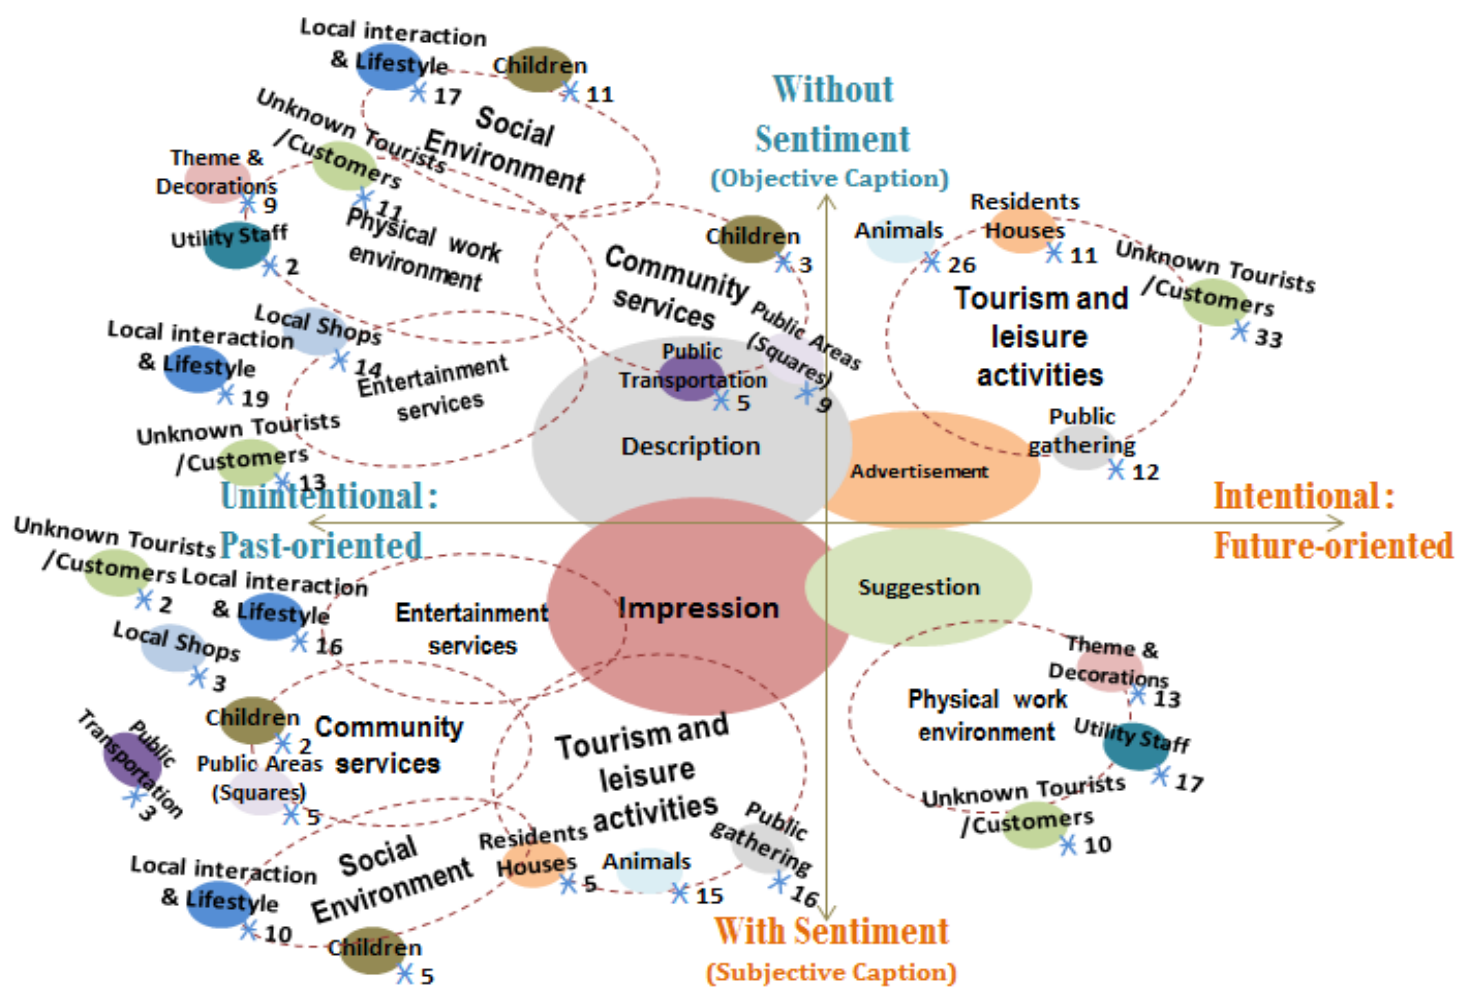 Local interaction
& Lifestyle
17
Children
11
Social
Environment
Unknown Tourists
/Customers
11
Theme &
Decorations
9
Utility Staff
2
Physical work
environment
Without
Sentiment
(Objective Caption)
Children
3
Community
services
Public Areas
(Squares)
9
Public
Transportation
5
Description
Animals
26
Residents
Houses
11
Unknown Tourists
/Customers
33
Tourism and
leisure
activities
Public
gathering
12
Advertisement
Local Shops
14
Local interaction
& Lifestyle
19
Entertainment
services
Unknown Tourists
/Customers
13
Unintentional:
Past-oriented
Intentional:
Future-oriented
Unknown Tourists
/Customers
2
Local interaction
& Lifestyle
16
Local Shops
3
Entertainment
services
Impression
Suggestion
Children
2
Community
services
Public Areas
(Squares)
5
Public
Transportation
3
Tourism and
leisure
activities
Public
gathering
16
Residents
Houses
5
Animals
15
Local interaction
& Lifestyle
10
Social
Environment
Children
5
Theme &
Decorations
13
Physical work
environment
Utility Staff
17
Unknown Tourists
/Customers
10
With Sentiment
(Subjective Caption)